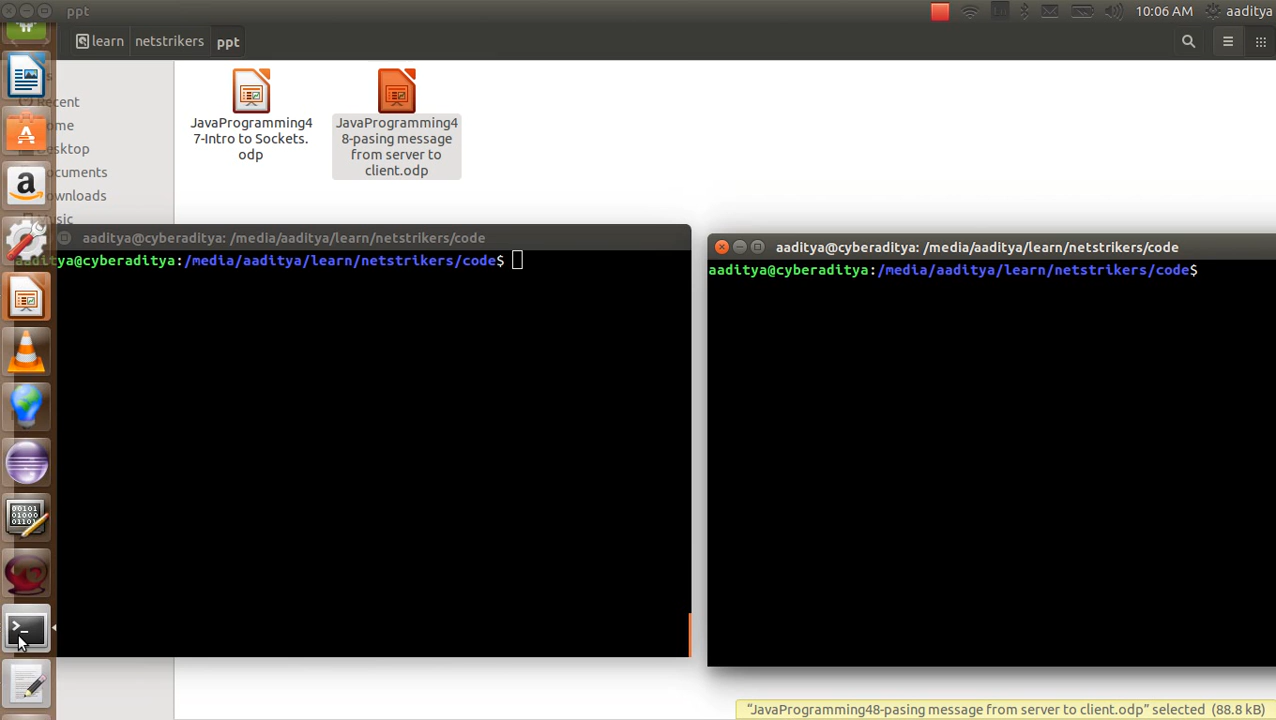 ppt
10:06 AM
aaditya
learn
netstrikers
ppt
Recent
ome
esktop
ocuments
ownloads
Music
JavaProgramming4
7-Intro to Sockets.
odp
JavaProgramming4
8-pasing message
from server to
client.odp
aaditya@cyberaditya: /media/aaditya/learn/netstrikers/code
aaditya@cyberaditya:/media/aaditya/learn/netstrikers/code$
aaditya@cyberaditya: /media/aaditya/learn/netstrikers/code
aaditya@cyberaditya:/media/aaditya/learn/netstrikers/code$
“JavaProgramming48-pasing message from server to client.odp” selected (88.8 kB)